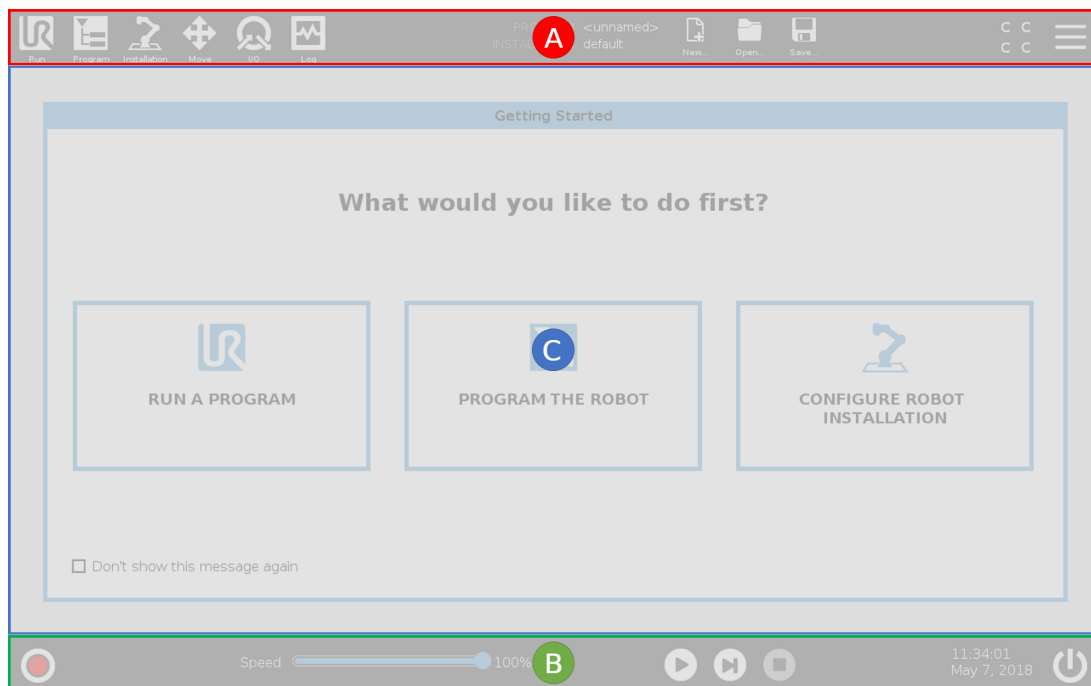 PR A <unnamed>
INSTAL default
New... Open... Save...
C C
C C
Run Program Installation Move I/O Log
Getting Started
What would you like to do first?
C
RUN A PROGRAM
PROGRAM THE ROBOT
CONFIGURE ROBOT
INSTALLATION
Don't show this message again
Speed 100% B
11:34:01
May 7, 2018